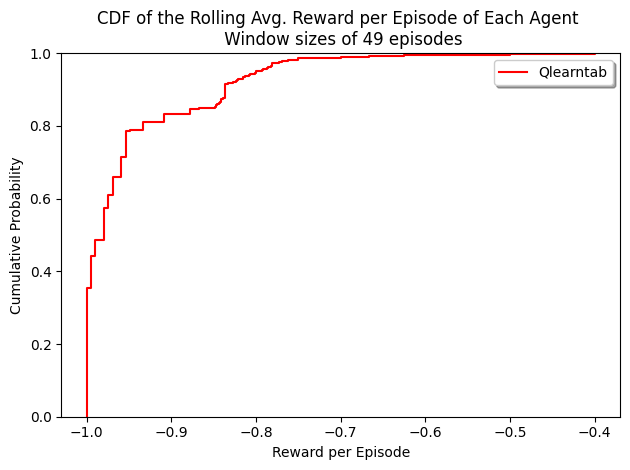 CDF of the Rolling Avg. Reward per Episode of Each Agent
Window sizes of 49 episodes
Qlearntab
Cumulative Probability
1.0
0.8
0.6
0.4
0.2
0.0
−1.0 −0.9 −0.8 −0.7 −0.6 −0.5 −0.4
Reward per Episode